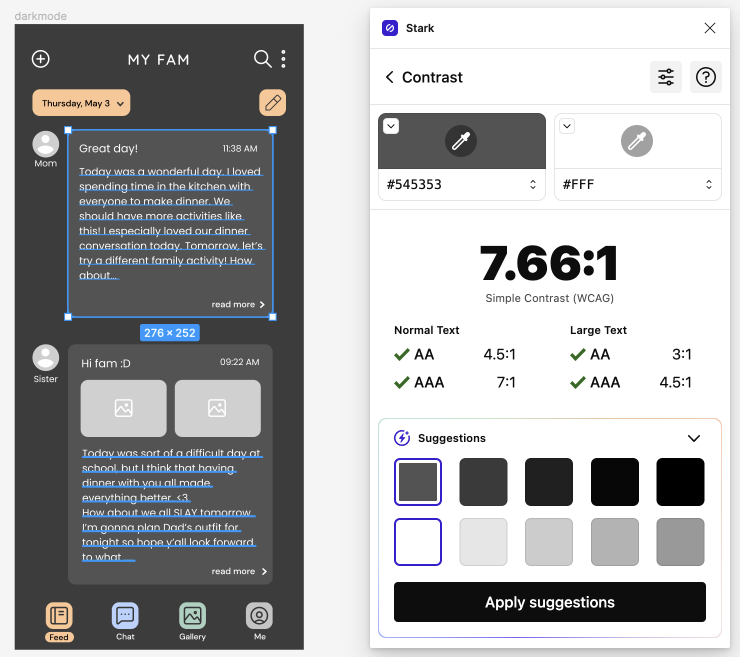 darkmode
MY FAM
Thursday, May 3
Mom
Great day!
11:38 AM
Today was a wonderful day. I loved
spending time in the kitchen with
everyone to make dinner. We
should have more activities like
this! I especially loved our dinner
conversation today. Tomorrow, let's
try a different family activity! How
about...
read more
276 × 252
Sister
Hi fam :D
09:22 AM
Today was sort of a difficult day at
school, but I think that having
dinner with you all made
everything better. <3
How about we all SLAY tomorrow
I'm gonna plan Dad's outfit for
tonight so hope y'all look forward
to what
read more
Feed
Chat
Gallery
Me
Stark
Contrast
#545353
#FFF
7.66:1
Simple Contrast (WCAG)
Normal Text
Large Text
AA 4.5:1
AA 3:1
AAA 7:1
AAA 4.5:1
Suggestions
Apply suggestions